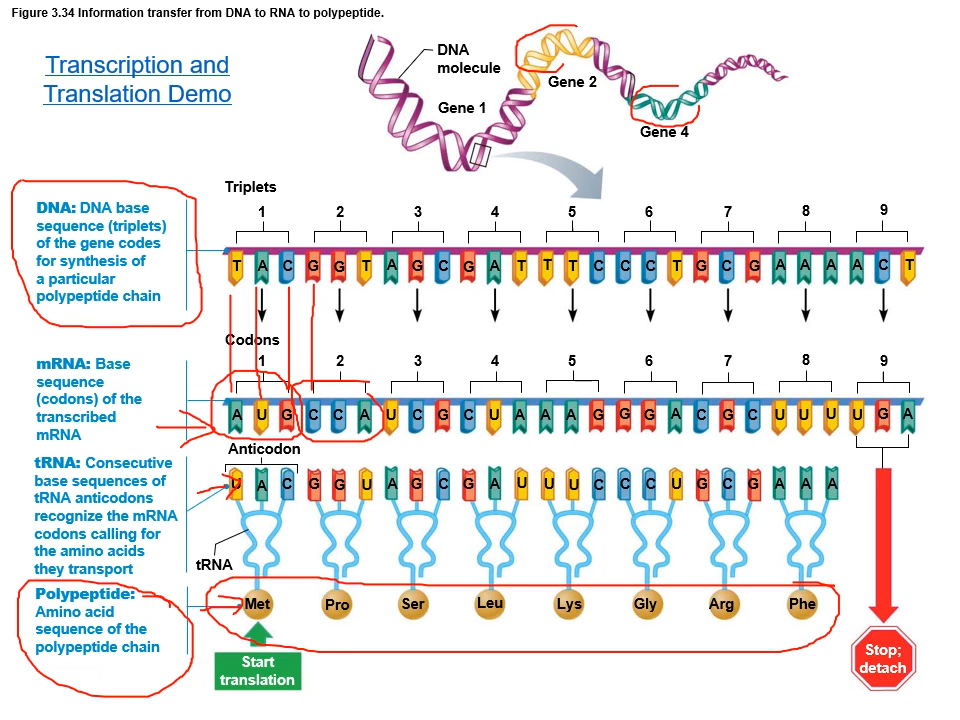 Figure 3.34 Information transfer from DNA to RNA to polypeptide.
Transcription and
Translation Demo
DNA
molecule
Gene 1
Gene 2
Gene 4
Triplets
1 2 3 4 5 6 7 8 9
DNA: DNA base
sequence (triplets)
of the gene codes
for synthesis of
a particular
polypeptide chain
T A C G G T A G C G A T T T C C C T G C G A A A A C T
Codons
1 2 3 4 5 6 7 8 9
mRNA: Base
sequence
(codons) of the
transcribed
mRNA
A U G C C A U C G C U A A A G G G A C G C U U U U G A
Anticodon
tRNA: Consecutive
base sequences of
tRNA anticodons
recognize the mRNA
codons calling for
the amino acids
they transport
U A C G G U A G C G A U U U C C C U G C G A A A
tRNA
Polypeptide:
Amino acid
sequence of the
polypeptide chain
Met Pro Ser Leu Lys Gly Arg Phe
Start
translation
Stop;
detach